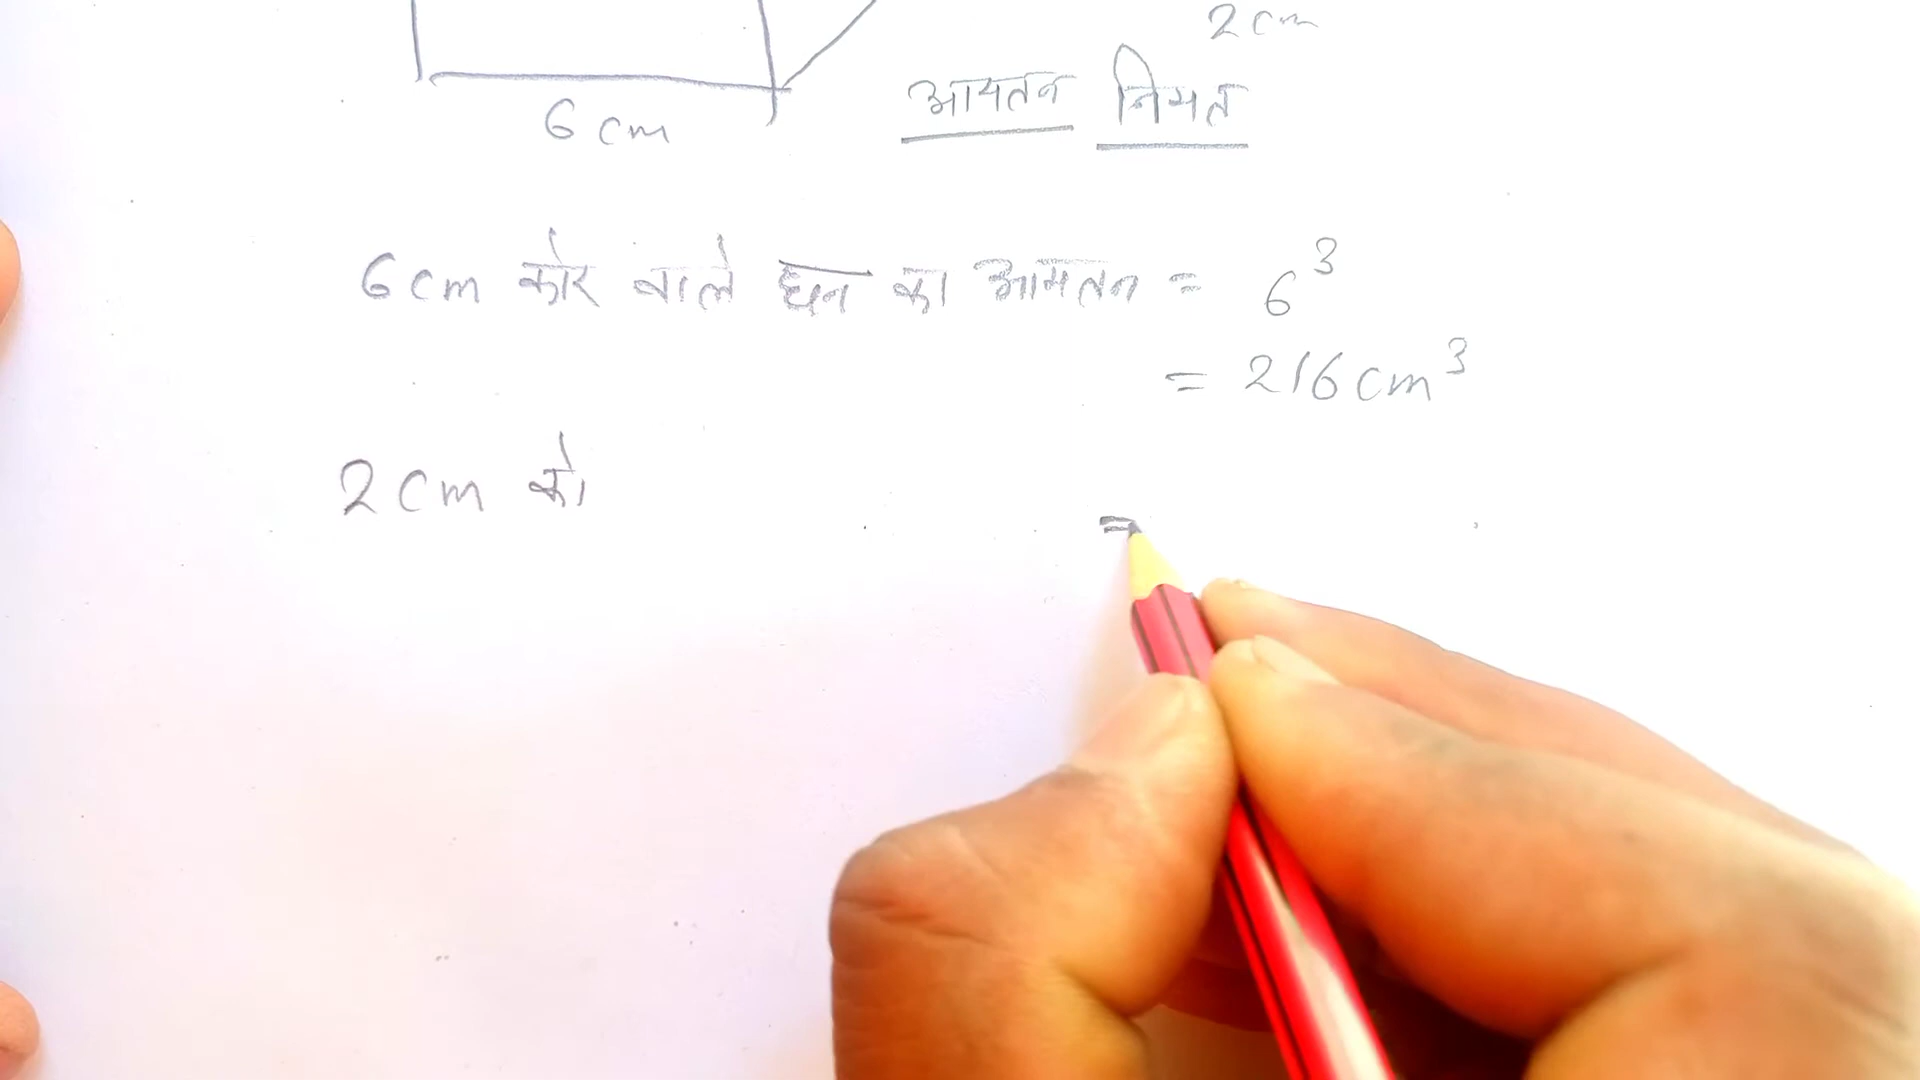 2cm
6 cm
आयतन नियत
6cm कोर वाले घन का आयतन = 6³
= 216cm³
2cm को
=